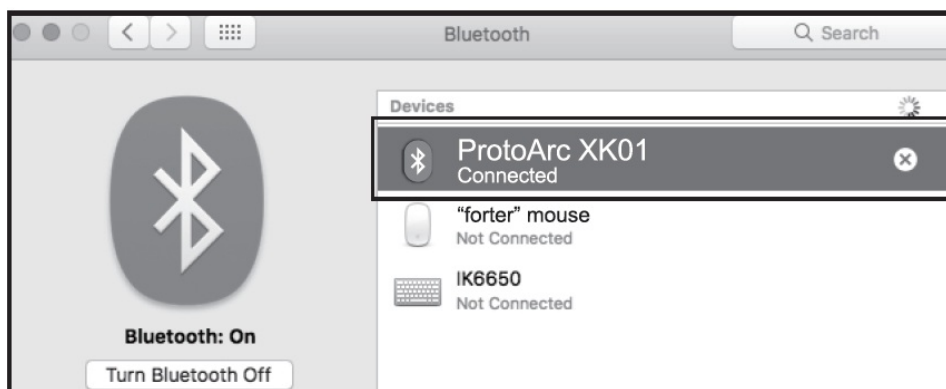 Bluetooth
Search
Devices
ProtoArc XK01
Connected
“forter” mouse
Not Connected
IK6650
Not Connected
Bluetooth: On
Turn Bluetooth Off